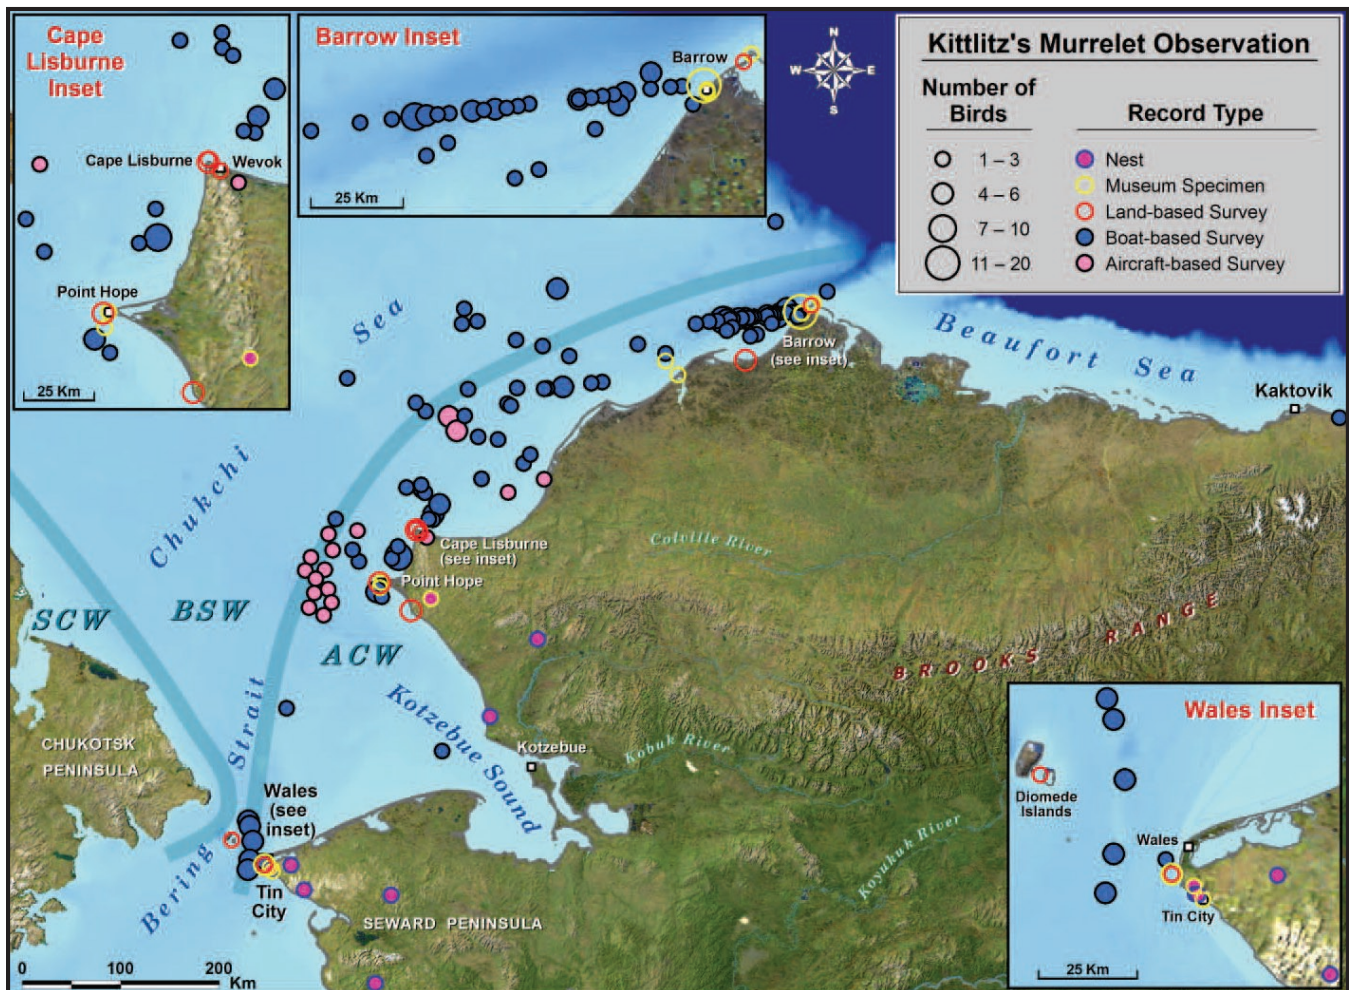 Cape
Lisburne
Inset
Cape Lisburne
Wevok
Point Hope
25 Km
Barrow Inset
Barrow
25 Km
N
W E
S
Kittlitz's Murrelet Observation
Number of
Birds
1 – 3
4 – 6
7 – 10
11 – 20
Record Type
Nest
Museum Specimen
Land-based Survey
Boat-based Survey
Aircraft-based Survey
Chukchi Sea
Beaufort Sea
Barrow
(see inset)
Kaktovik
Cape Lisburne
(see inset)
Point Hope
Colville River
BROOKS RANGE
SCW
BSW
ACW
Kotzebue Sound
Kotzebue
Kobuk River
Koyukuk River
CHUKOTSK
PENINSULA
Bering Strait
Wales
(see
inset)
Tin
City
SEWARD PENINSULA
0 100 200
Km
Wales Inset
Diomede
Islands
Wales
Tin City
25 Km